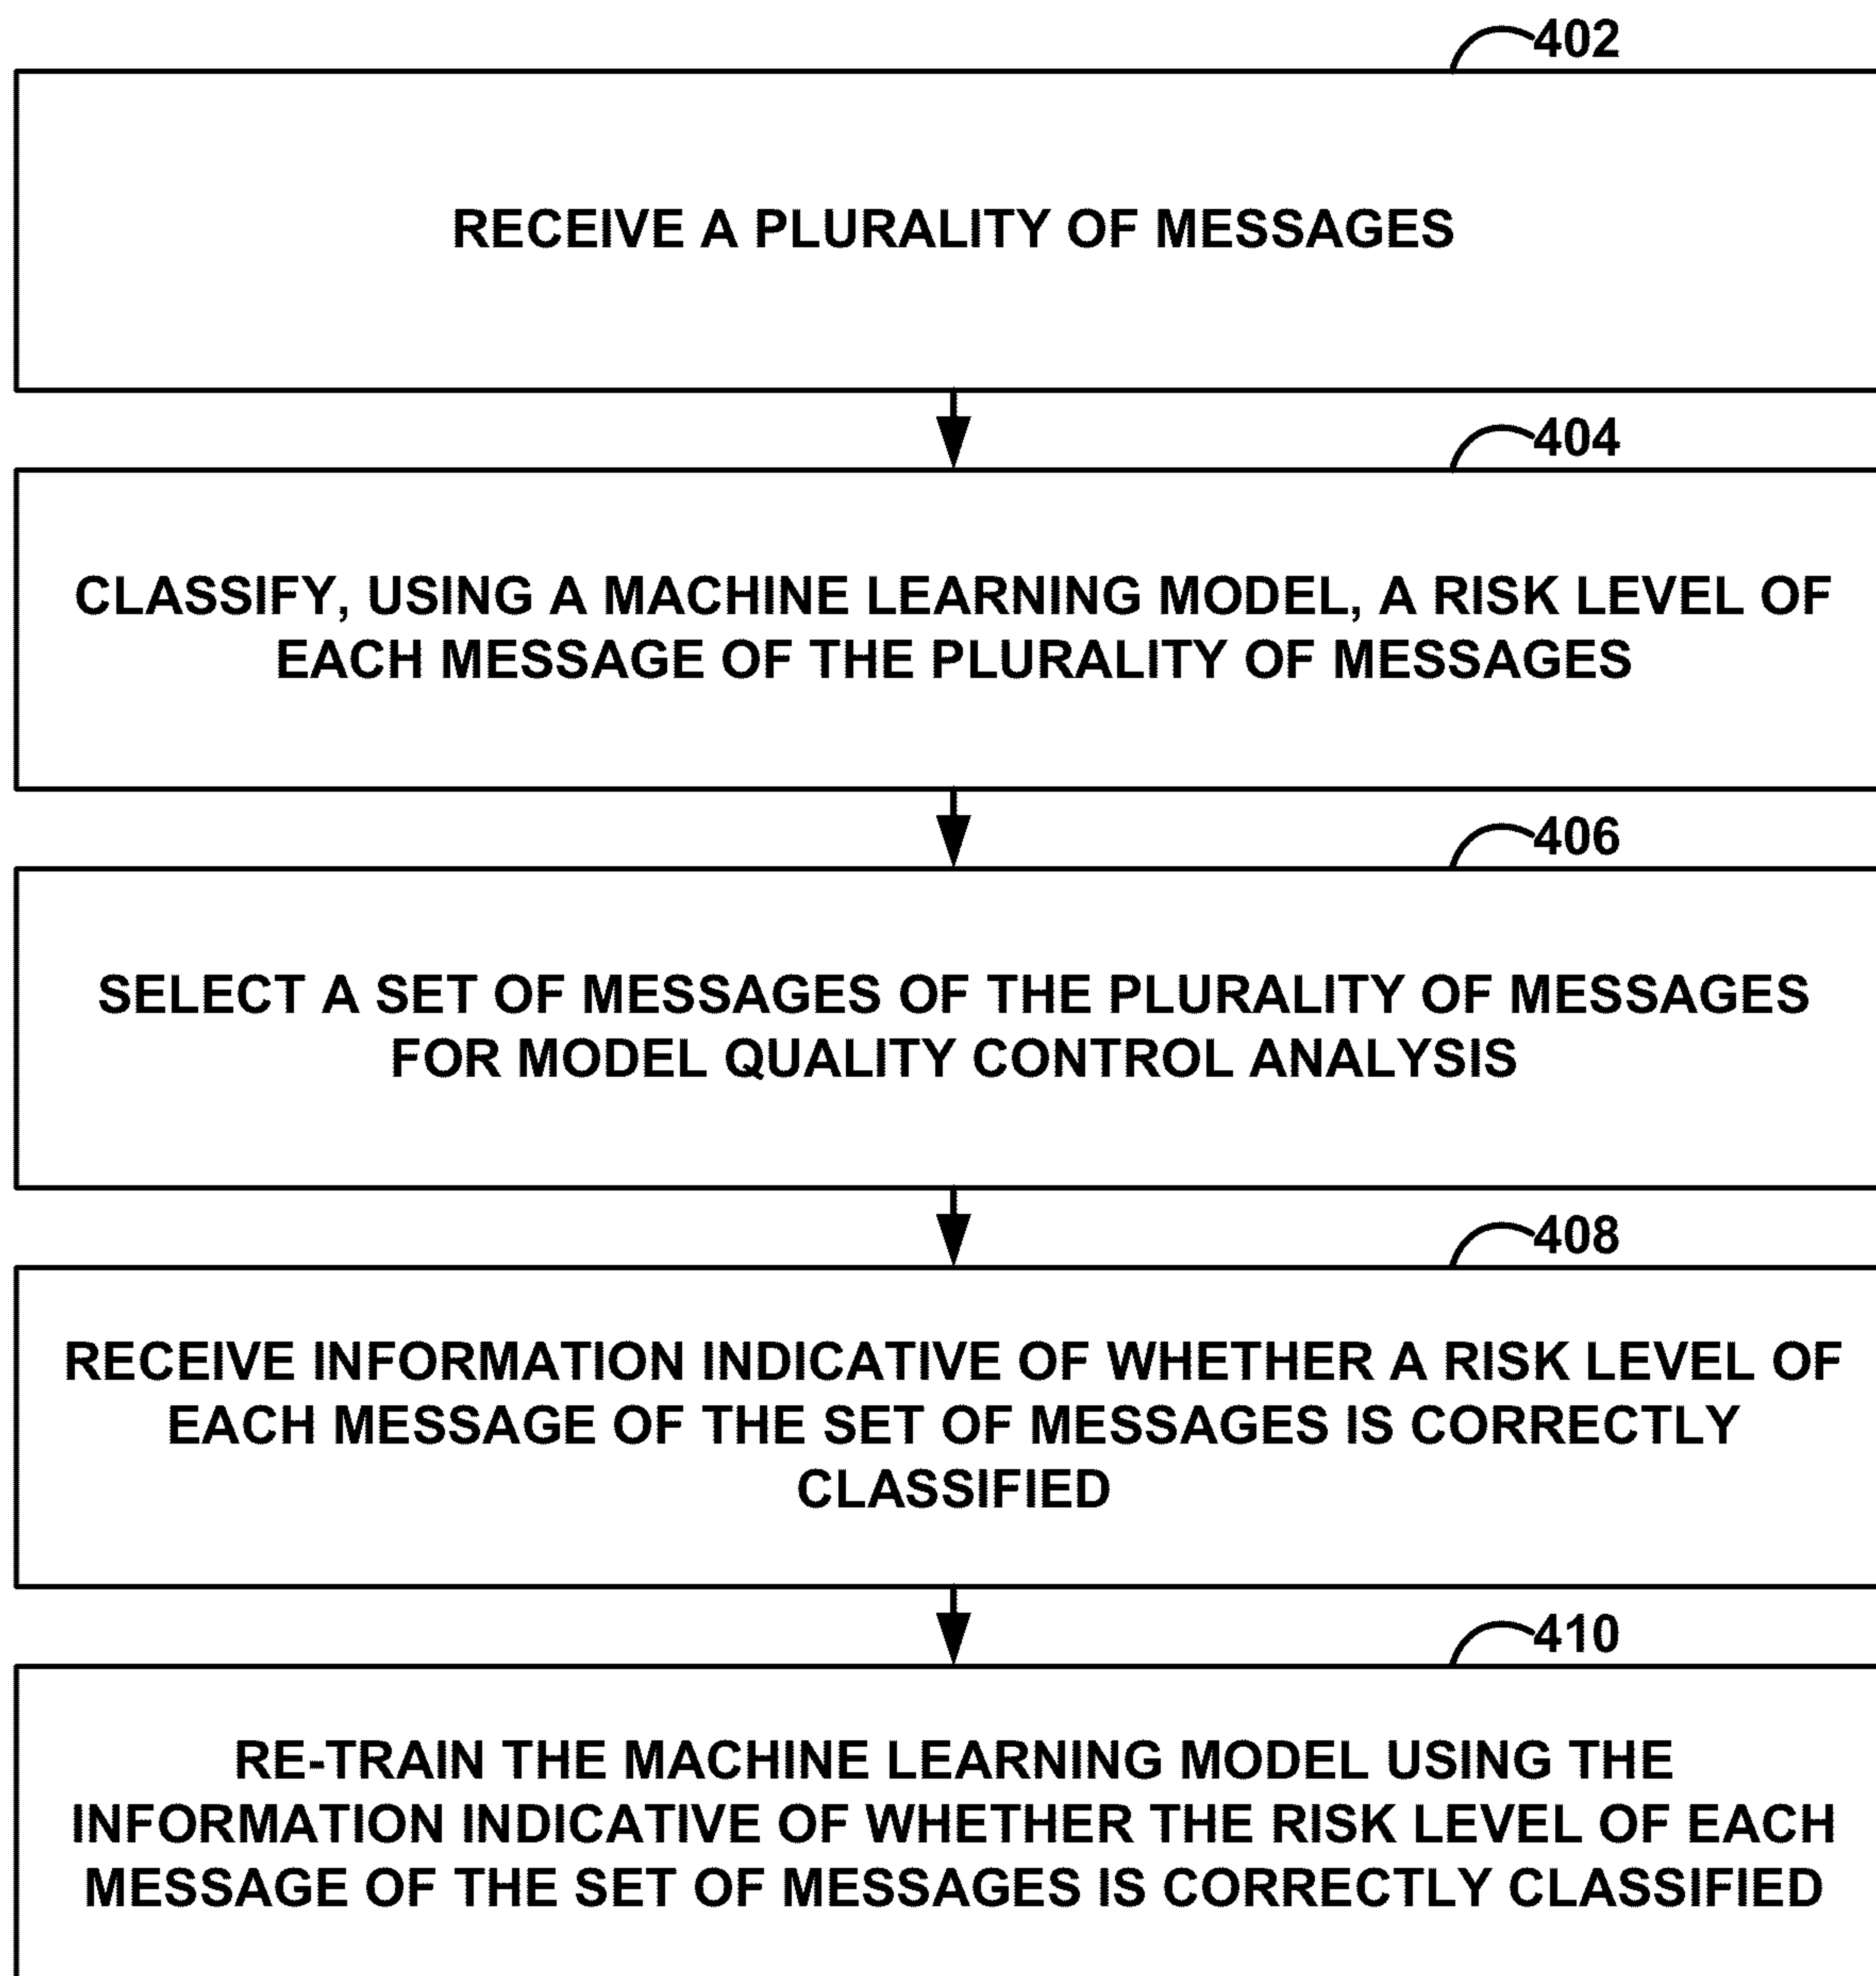 402
RECEIVE A PLURALITY OF MESSAGES
404
CLASSIFY, USING A MACHINE LEARNING MODEL, A RISK LEVEL OF
EACH MESSAGE OF THE PLURALITY OF MESSAGES
406
SELECT A SET OF MESSAGES OF THE PLURALITY OF MESSAGES
FOR MODEL QUALITY CONTROL ANALYSIS
408
RECEIVE INFORMATION INDICATIVE OF WHETHER A RISK LEVEL OF
EACH MESSAGE OF THE SET OF MESSAGES IS CORRECTLY
CLASSIFIED
410
RE-TRAIN THE MACHINE LEARNING MODEL USING THE
INFORMATION INDICATIVE OF WHETHER THE RISK LEVEL OF EACH
MESSAGE OF THE SET OF MESSAGES IS CORRECTLY CLASSIFIED